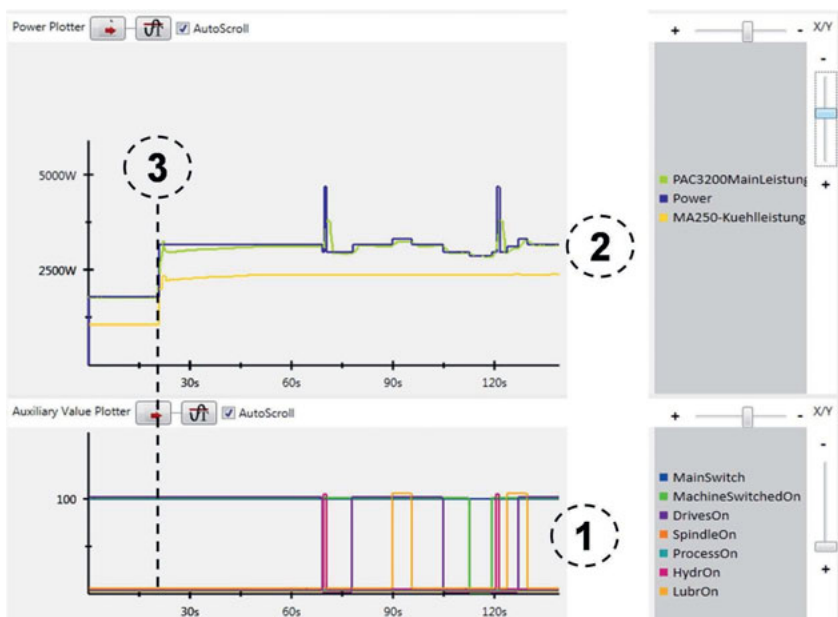 Power Plotter AutoScroll
+ - X/Y
-
+
5000W
2500W
30s 60s 90s 120s
3
2
PAC3200MainLeistung
Power
MA250-Kuehlleistung
Auxiliary Value Plotter AutoScroll
+ - X/Y
-
+
100
30s 60s 90s 120s
1
MainSwitch
MachineSwitchedOn
DrivesOn
SpindleOn
ProcessOn
HydrOn
LubrOn